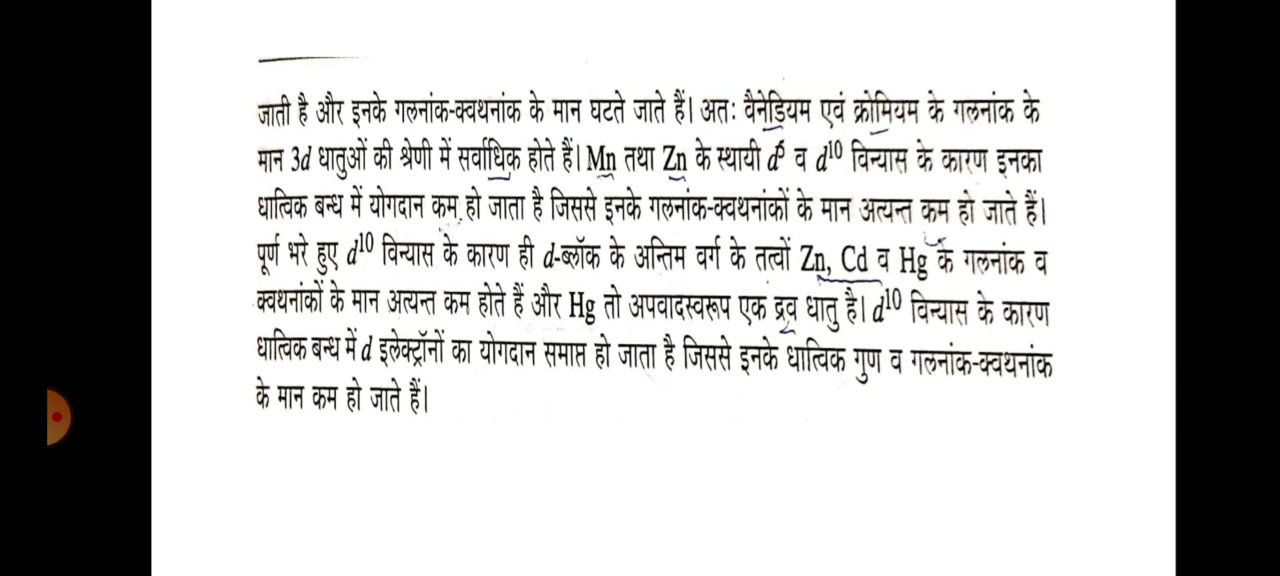 जाती है और इनके गलनांक-क्वथनांक के मान घटते जाते हैं। अतः वैनेडियम एवं क्रोमियम के गलनांक के
मान 3d धातुओं की श्रेणी में सर्वाधिक होते हैं। Mn तथा Zn के स्थायी d⁵ व d¹⁰ विन्यास के कारण इनका
धात्विक बन्ध में योगदान कम हो जाता है जिससे इनके गलनांक-क्वथनांकों के मान अत्यन्त कम हो जाते हैं।
पूर्ण भरे हुए d¹⁰ विन्यास के कारण ही d-ब्लॉक के अन्तिम वर्ग के तत्वों Zn, Cd व Hg के गलनांक व
क्वथनांकों के मान अत्यन्त कम होते हैं और Hg तो अपवादस्वरूप एक द्रव धातु है। d¹⁰ विन्यास के कारण
धात्विक बन्ध में d इलेक्ट्रॉनों का योगदान समाप्त हो जाता है जिससे इनके धात्विक गुण व गलनांक-क्वथनांक
के मान कम हो जाते हैं।